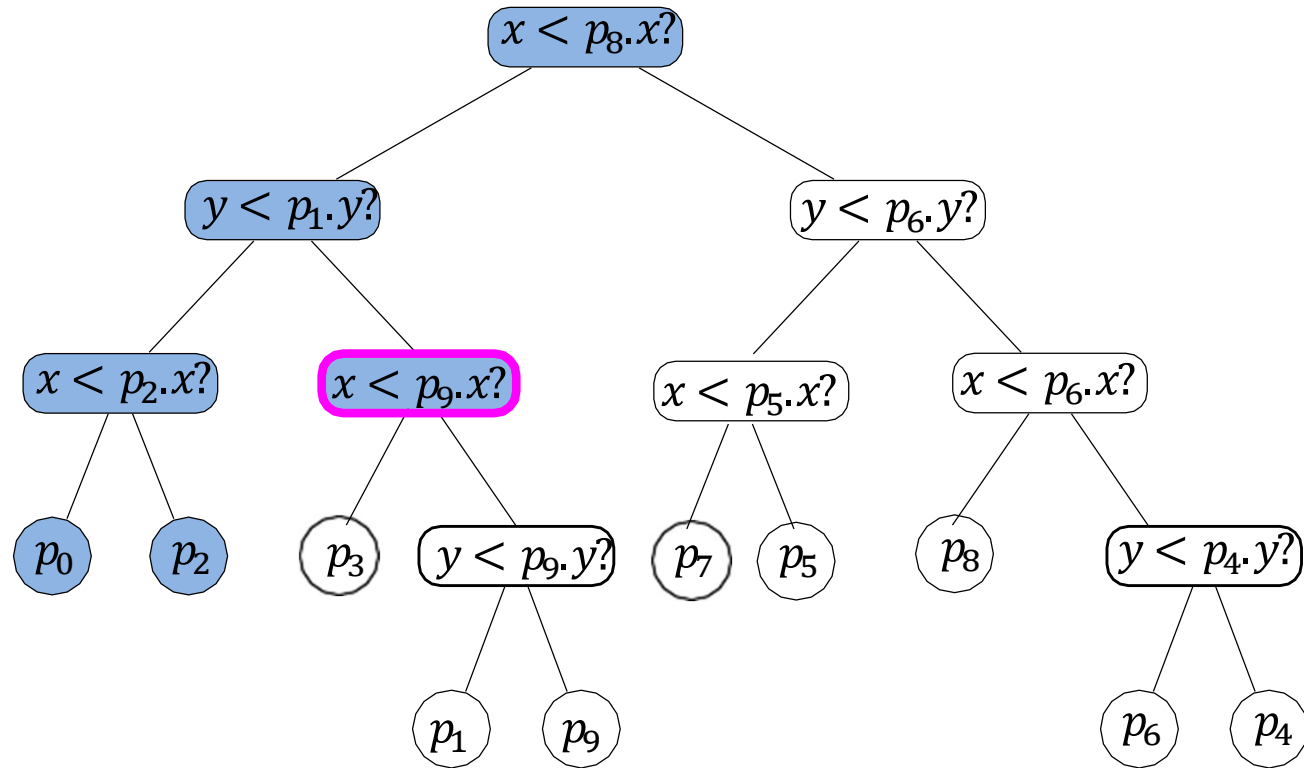 x < p₈.x?
y < p₁.y?
y < p₆.y?
x < p₂.x?
x < p₉.x?
x < p₅.x?
x < p₆.x?
p₀
p₂
p₃
y < p₉.y?
p₇
p₅
p₈
y < p₄.y?
p₁
p₉
p₆
p₄